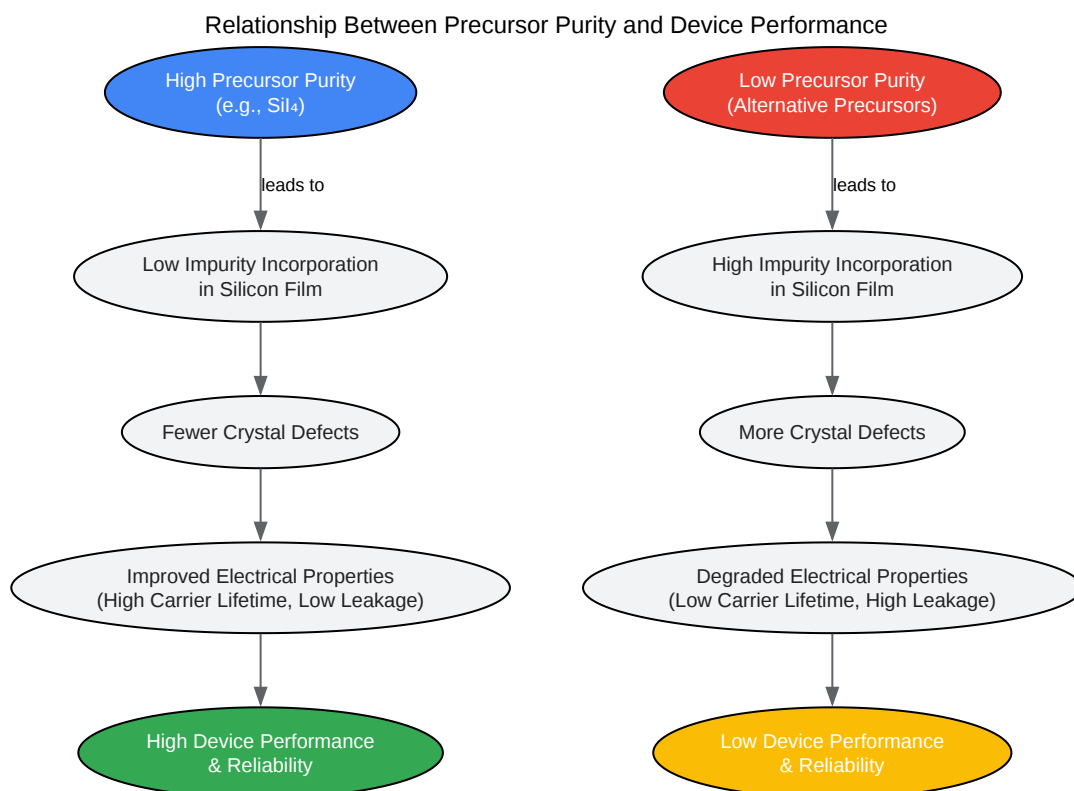 Relationship Between Precursor Purity and Device Performance
High Precursor Purity
(e.g., SiI₄)
Low Precursor Purity
(Alternative Precursors)
leads to
leads to
Low Impurity Incorporation
in Silicon Film
High Impurity Incorporation
in Silicon Film
Fewer Crystal Defects
More Crystal Defects
Improved Electrical Properties
(High Carrier Lifetime, Low Leakage)
Degraded Electrical Properties
(Low Carrier Lifetime, High Leakage)
High Device Performance
& Reliability
Low Device Performance
& Reliability